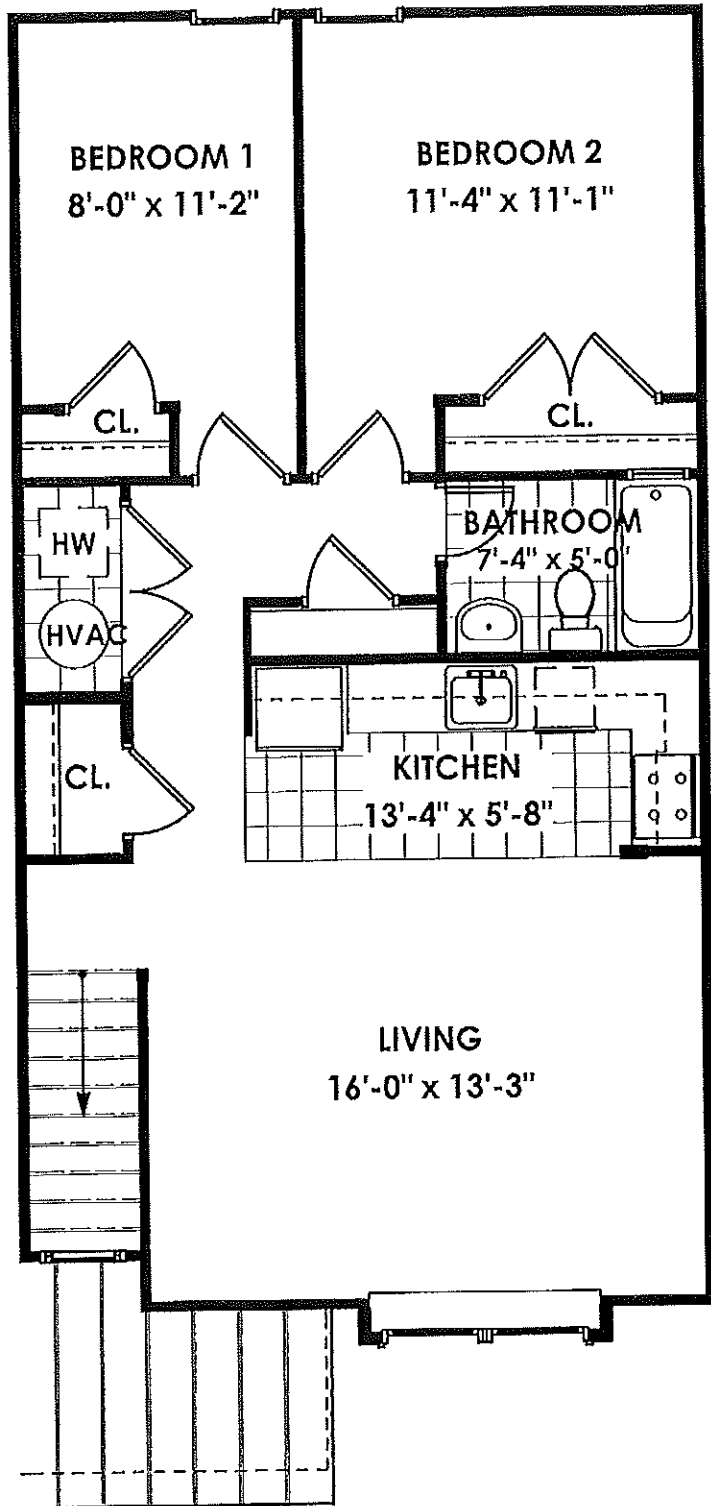 BEDROOM 1
8'-0" x 11'-2"
BEDROOM 2
11'-4" x 11'-1"
CL.
CL.
HW
HVAC
BATHROOM
7'-4" x 5'-0'
CL.
KITCHEN
13'-4" x 5'-8"
LIVING
16'-0" x 13'-3"